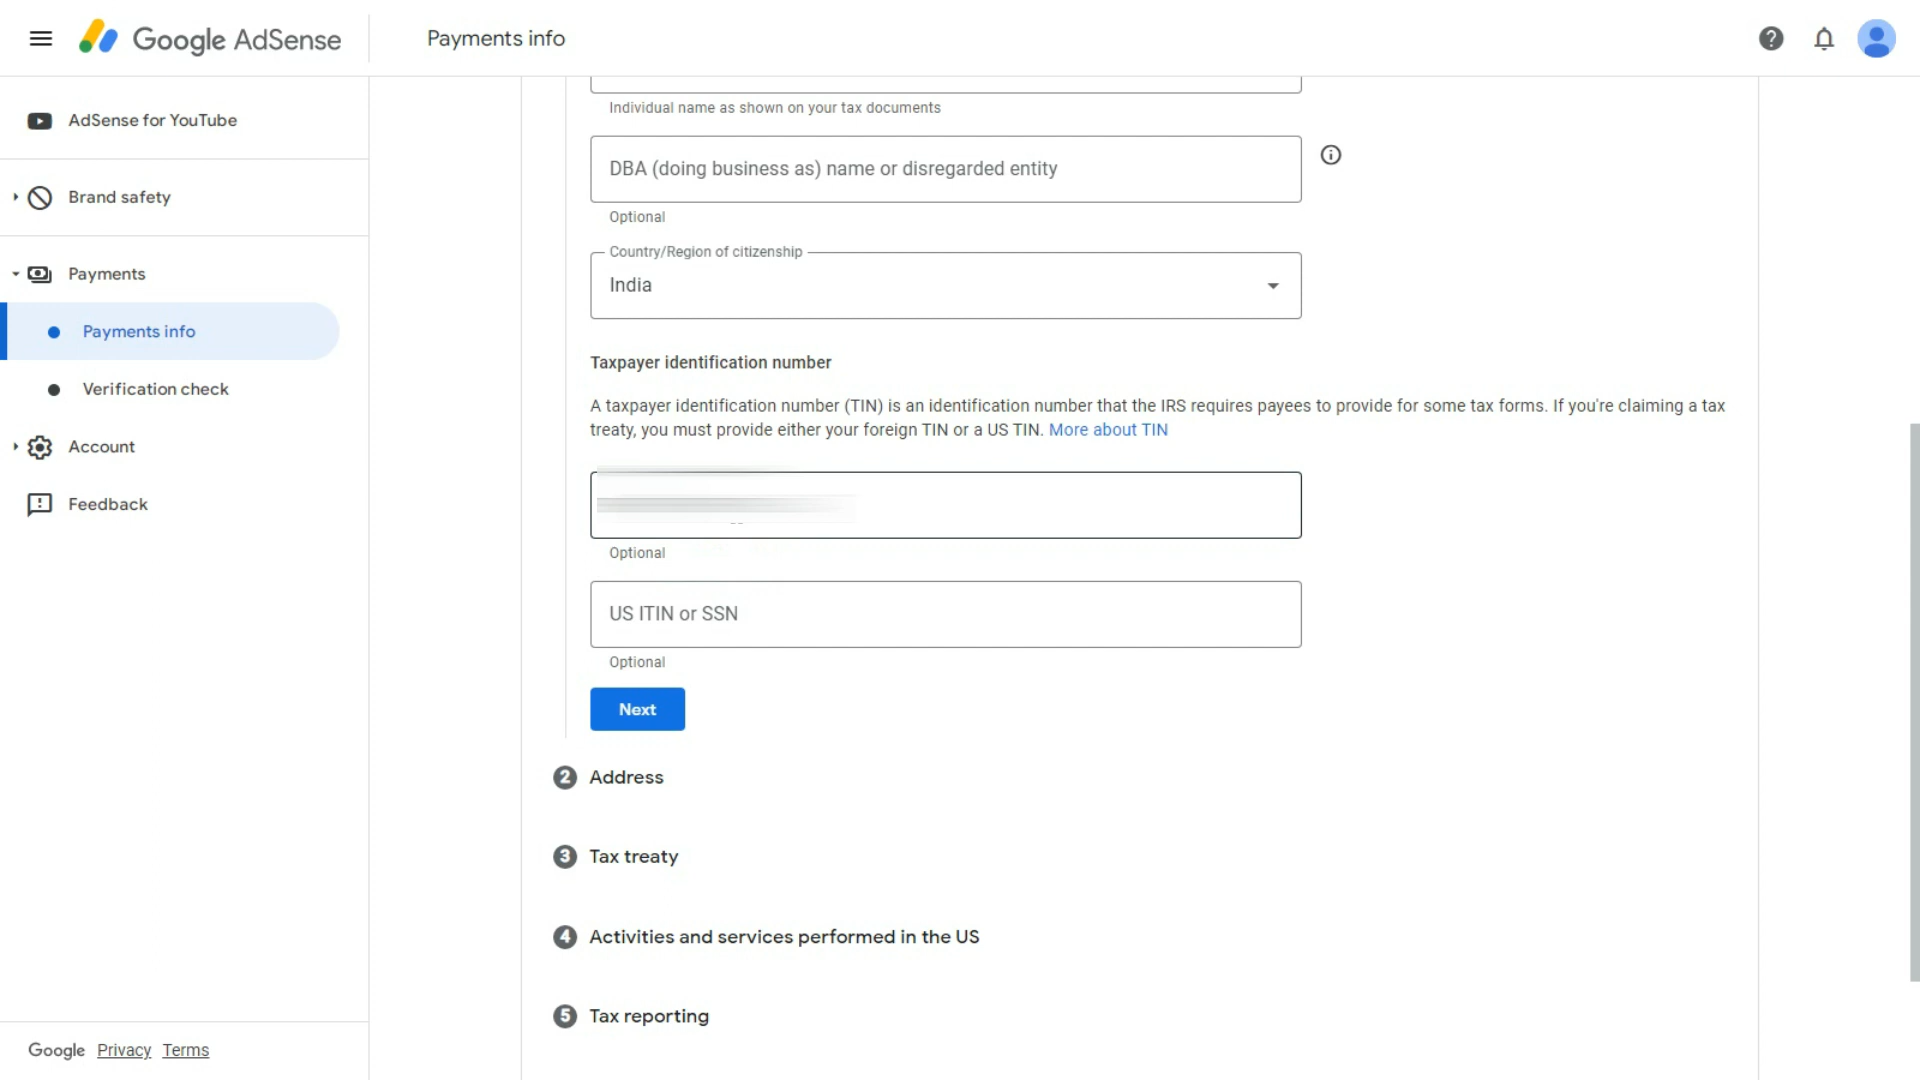 Google AdSense
Payments info
AdSense for YouTube
Brand safety
Payments
Payments info
Verification check
Account
Feedback
Google Privacy Terms
Individual name as shown on your tax documents
DBA (doing business as) name or disregarded entity
Optional
Country/Region of citizenship
India
Taxpayer identification number
A taxpayer identification number (TIN) is an identification number that the IRS requires payees to provide for some tax forms. If you're claiming a tax
treaty, you must provide either your foreign TIN or a US TIN. More about TIN
Optional
US ITIN or SSN
Optional
Next
2 Address
3 Tax treaty
4 Activities and services performed in the US
5 Tax reporting